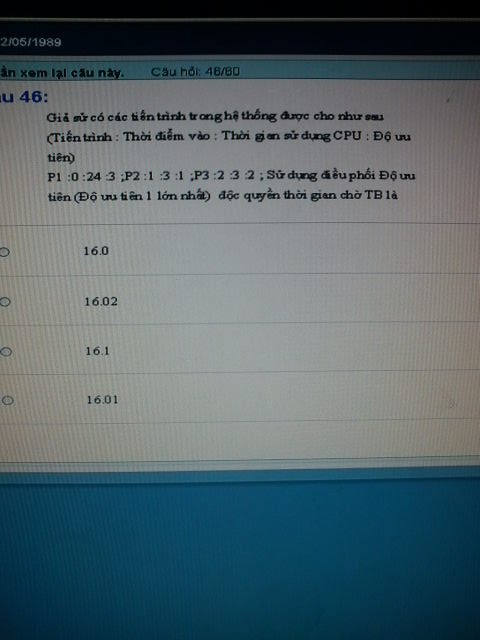 2/05/1989
ần xem lại câu này. Câu hỏi: 46/60
u 46:
Giả sử có các tiến trình trong hệ thống được cho như sau
(Tiến trình : Thời điểm vào : Thời gian sử dụng CPU : Độ ưu
tiên)
P1 :0 :24 :3 ;P2 :1 :3 :1 ;P3 :2 :3 :2 ; Sử dụng điều phối Độ ưu
tiên (Độ ưu tiên 1 lớn nhất) độc quyền thời gian chờ TB là
16.0
16.02
16.1
16.01